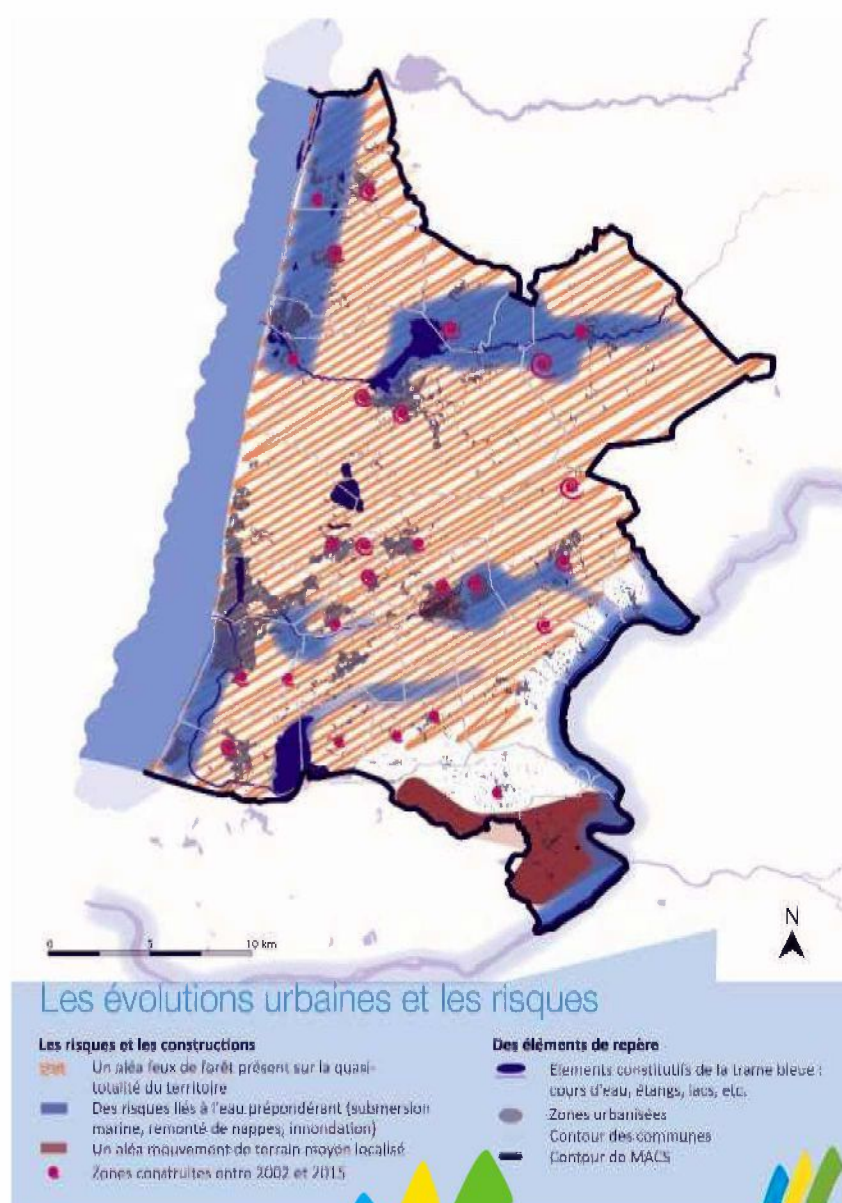 N
0 5 10 km
Les évolutions urbaines et les risques
Les risques et les constructions
Un aléa feux de forêt présent sur la quasi-
totalité du territoire
Des risques liés à l'eau prépondérant (submersion
marine, remonté de nappes, innondation)
Un aléa mouvement de terrain moyen localisé
Zones construites entre 2002 et 2015
Des éléments de repère
Elements constitutifs de la trame bleue :
cours d'eau, étangs, lacs, etc.
Zones urbanisées
Contour des communes
Contour de MACS